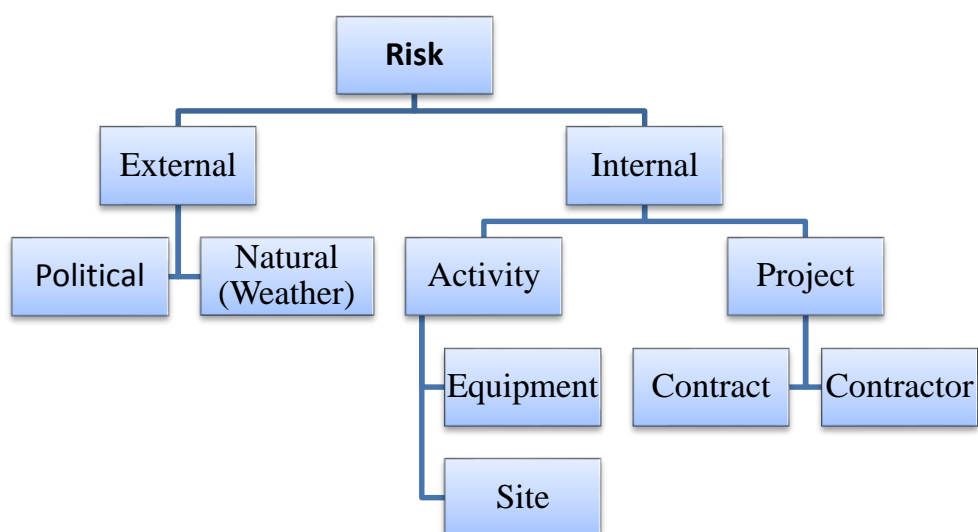 Risk
External
Internal
Political
Natural
(Weather)
Activity
Project
Equipment
Contract
Contractor
Site